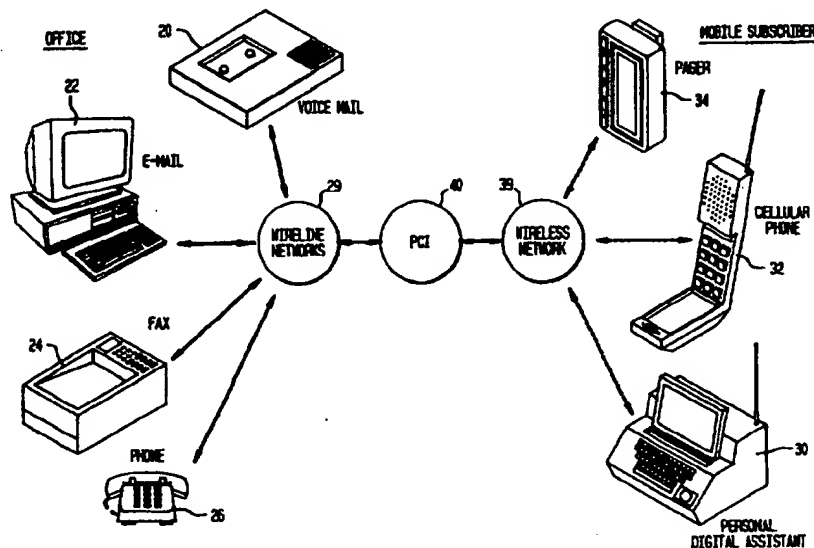 OFFICE
20
MOBILE SUBSCRIBER
22
VOICE MAIL
PAGER
34
E-MAIL
29
40
39
WIRELINE
NETWORKS
PCI
WIRELESS
NETWORK
CELLULAR
PHONE
32
FAX
24
PHONE
26
30
PERSONAL
DIGITAL ASSISTANT